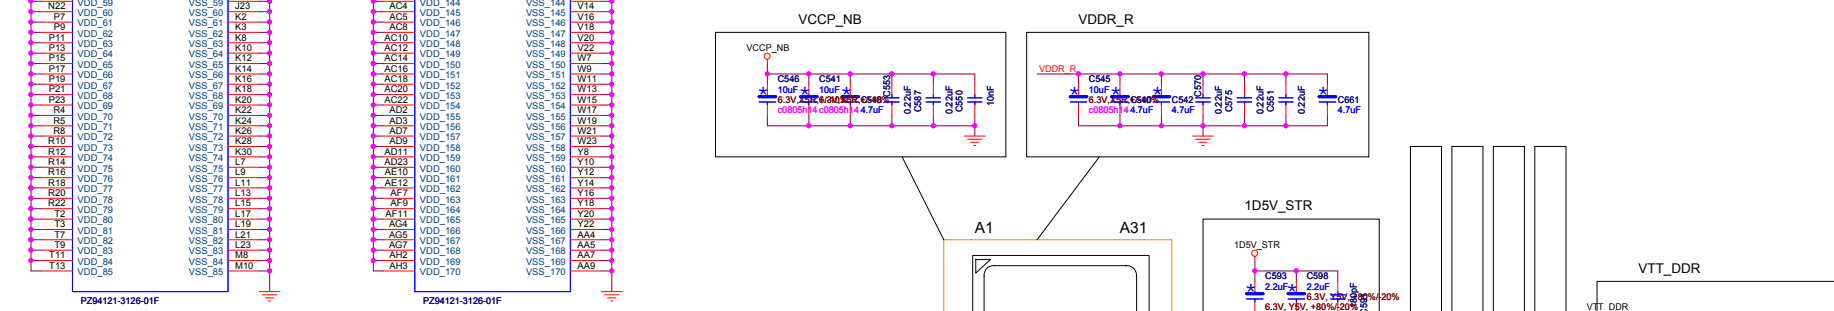 N22 VDD_59 VSS_59 J23
P7 VDD_60 VSS_60 K2
P9 VDD_61 VSS_61 K3
P11 VDD_62 VSS_62 K8
P13 VDD_63 VSS_63 K10
P15 VDD_64 VSS_64 K12
P17 VDD_65 VSS_65 K14
P19 VDD_66 VSS_66 K16
P21 VDD_67 VSS_67 K18
P23 VDD_68 VSS_68 K20
R4 VDD_69 VSS_69 K22
R5 VDD_70 VSS_70 K24
R8 VDD_71 VSS_71 K26
R10 VDD_72 VSS_72 K28
R12 VDD_73 VSS_73 K30
R14 VDD_74 VSS_74 L7
R16 VDD_75 VSS_75 L9
R18 VDD_76 VSS_76 L11
R20 VDD_77 VSS_77 L13
R22 VDD_78 VSS_78 L15
T2 VDD_79 VSS_79 L17
T3 VDD_80 VSS_80 L19
T7 VDD_81 VSS_81 L21
T9 VDD_82 VSS_82 L23
T11 VDD_83 VSS_83 M8
T13 VDD_84 VSS_84 M10
VDD_85 VSS_85
PZ94121-3126-01F
AC4 VDD_144 VSS_144 V14
AC5 VDD_145 VSS_145 V16
AC8 VDD_146 VSS_146 V18
AC10 VDD_147 VSS_147 V20
AC12 VDD_148 VSS_148 V22
AC14 VDD_149 VSS_149 W7
AC16 VDD_150 VSS_150 W9
AC18 VDD_151 VSS_151 W11
AC20 VDD_152 VSS_152 W13
AC22 VDD_153 VSS_153 W15
AD2 VDD_154 VSS_154 W17
AD3 VDD_155 VSS_155 W19
AD7 VDD_156 VSS_156 W21
AD9 VDD_157 VSS_157 W23
AD11 VDD_158 VSS_158 Y8
AD23 VDD_159 VSS_159 Y10
AE10 VDD_160 VSS_160 Y12
AE12 VDD_161 VSS_161 Y14
AF7 VDD_162 VSS_162 Y16
AF9 VDD_163 VSS_163 Y18
AF11 VDD_164 VSS_164 Y20
AG4 VDD_165 VSS_165 Y22
AG5 VDD_166 VSS_166 AA4
AG7 VDD_167 VSS_167 AA5
AH2 VDD_168 VSS_168 AA7
AH3 VDD_169 VSS_169 AA9
VDD_170 VSS_170
PZ94121-3126-01F
VCCP_NB
VCCP_NB
C546 C541 C553
10uF 10uF
6.3V,
c0805h14 c0805h14 4.7uF
0.22uF C587 0.22uF C550 10nF
VDDR_R
VDDR_R
C545 C570
10uF
6.3V, C542 C661
c0805h14 4.7uF 4.7uF 4.7uF
0.22uF C575 0.22uF C551 0.22uF
A1 A31
1D5V_STR
1D5V_STR
C593 C598
2.2uF 2.2uF
6.3V, Y5V, +80%/-20%
6.3V, Y5V, +80%/-20%
VTT_DDR
VTT_DDR